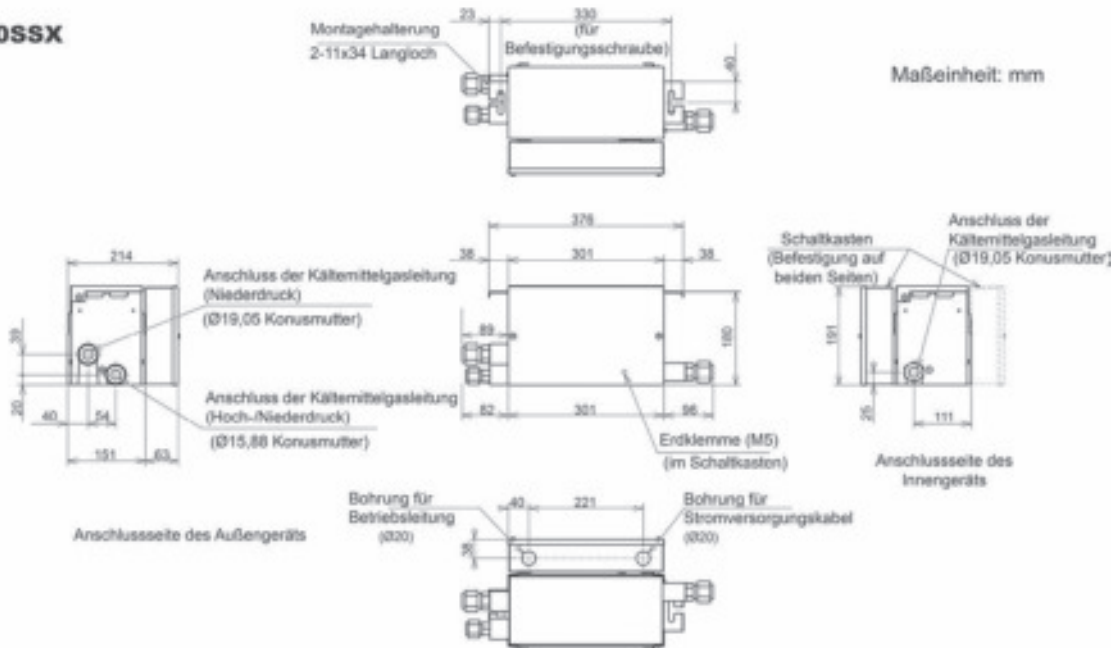 0SSX
Montagehalterung
2-11x34 Langloch
23
330
(für
Befestigungsschraube)
40
Maßeinheit: mm
214
39
20
40
54
151
63
Anschluss der Kältemittelgasleitung
(Niederdruck)
(Ø19,05 Konusmutter)
Anschluss der Kältemittelgasleitung
(Hoch-/Niederdruck)
(Ø15,88 Konusmutter)
Anschlussseite des Außengeräts
376
38
301
38
89
180
82
301
96
Erdklemme (M5)
(im Schaltkasten)
Schaltkasten
(Befestigung auf
beiden Seiten)
Anschluss der
Kältemittelgasleitung
(Ø19,05 Konusmutter)
191
25
111
Anschlussseite des
Innengeräts
Bohrung für
Betriebsleitung
(Ø20)
40
221
38
Bohrung für
Stromversorgungskabel
(Ø20)